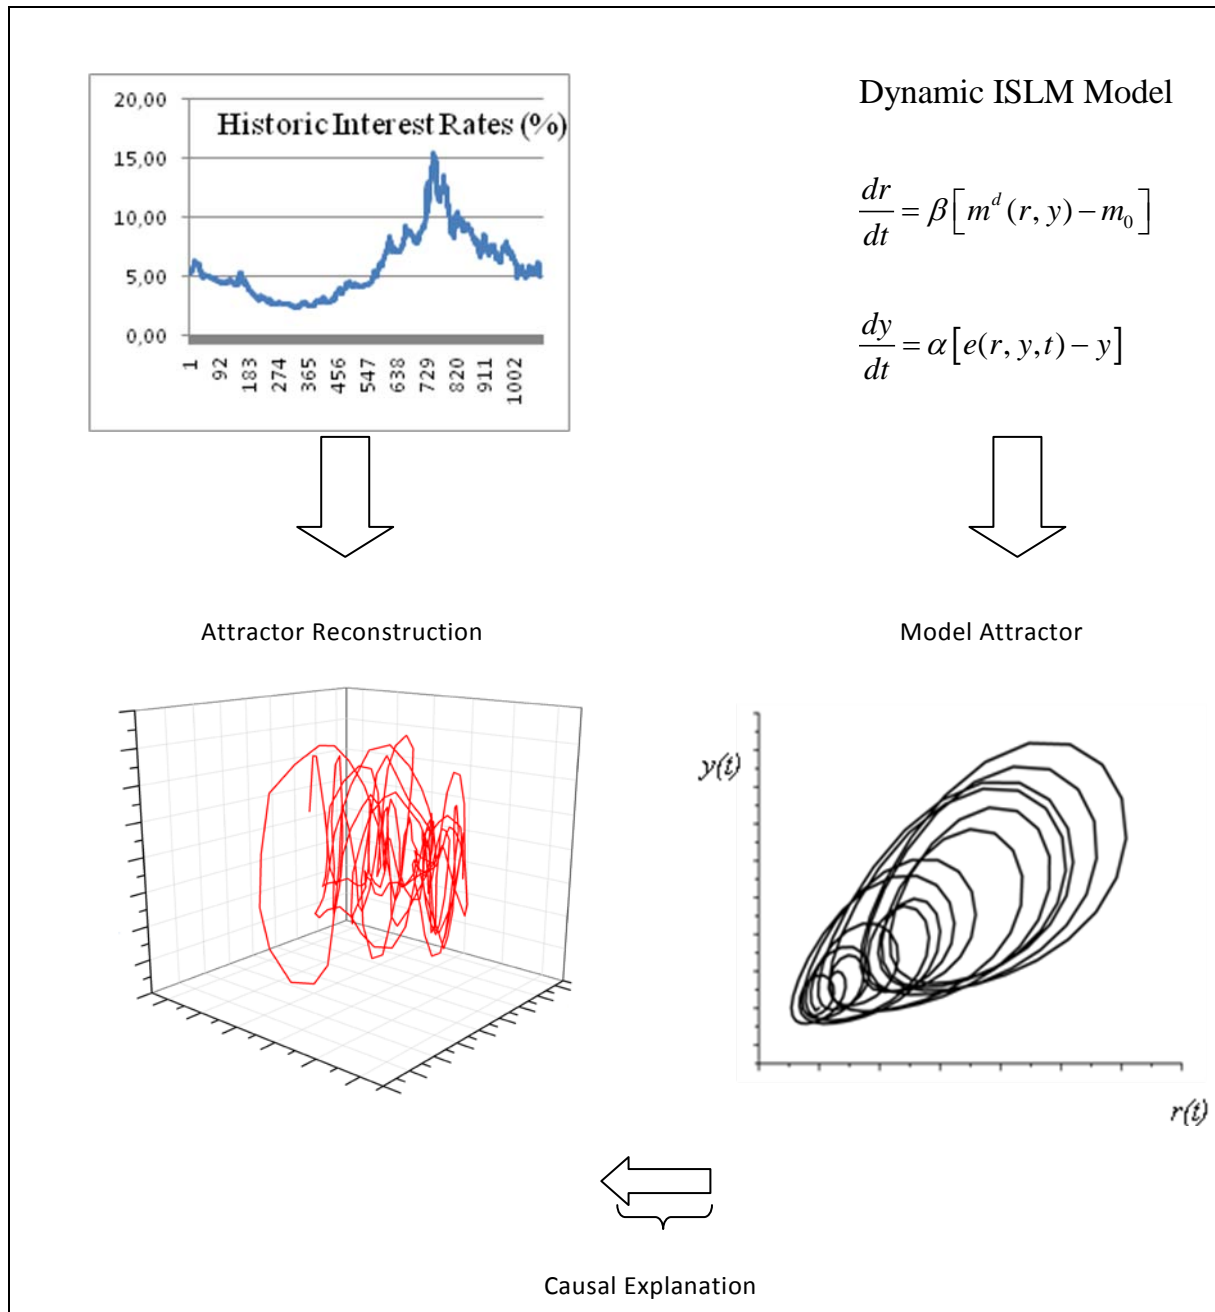 Historic Interest Rates (%)
20,00
15,00
10,00
5,00
0,00
1 92 183 274 365 456 547 638 729 820 911 1002
Dynamic ISLM Model
dr/dt = β[m^d(r, y) − m_0]
dy/dt = α[e(r, y, t) − y]
Attractor Reconstruction
Model Attractor
y(t)
r(t)
Causal Explanation